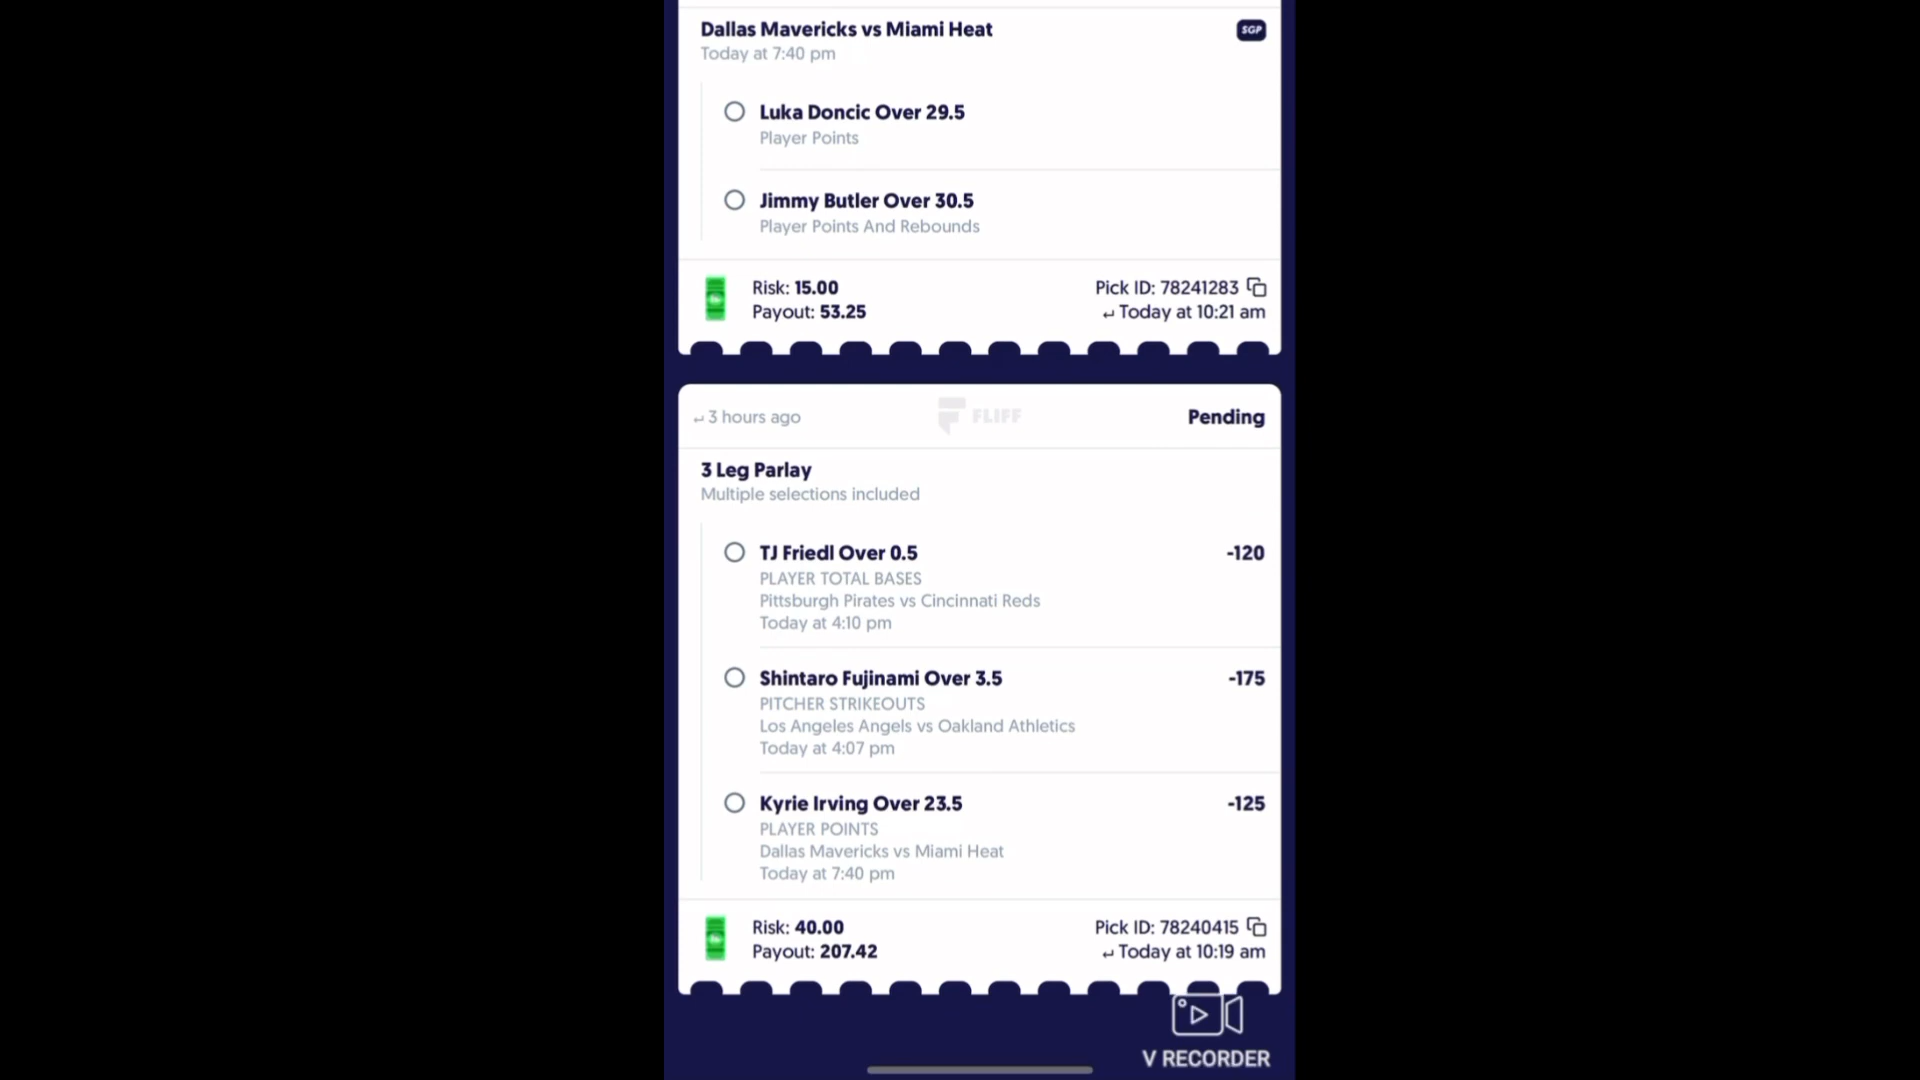 Dallas Mavericks vs Miami Heat
SGP
Today at 7:40 pm
Luka Doncic Over 29.5
Player Points
Jimmy Butler Over 30.5
Player Points And Rebounds
Risk: 15.00
Pick ID: 78241283
Payout: 53.25
Today at 10:21 am
3 hours ago
FLIFF
Pending
3 Leg Parlay
Multiple selections included
TJ Friedl Over 0.5
-120
PLAYER TOTAL BASES
Pittsburgh Pirates vs Cincinnati Reds
Today at 4:10 pm
Shintaro Fujinami Over 3.5
-175
PITCHER STRIKEOUTS
Los Angeles Angels vs Oakland Athletics
Today at 4:07 pm
Kyrie Irving Over 23.5
-125
PLAYER POINTS
Dallas Mavericks vs Miami Heat
Today at 7:40 pm
Risk: 40.00
Pick ID: 78240415
Payout: 207.42
Today at 10:19 am
V RECORDER